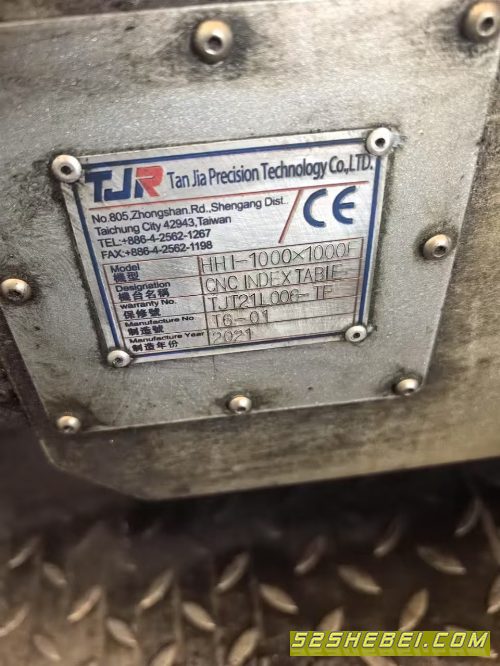 TJR Tan Jia Precision Technology Co.,LTD.
No.805,Zhongshan.Rd.,Shengang Dist.
Taichung City 42943,Taiwan
TEL:+886-4-2562-1267
FAX:+886-4-2562-1198
CE
Model 機型 HH1-1000×1000F
Designation 機台名稱 CNC INDEX TABLE
warranty No. 保修號 TJT21L006-TF
Manufacture No 製造號 T6-01
Manufacture Year 製造年份 2021
52SHEBEI.COM